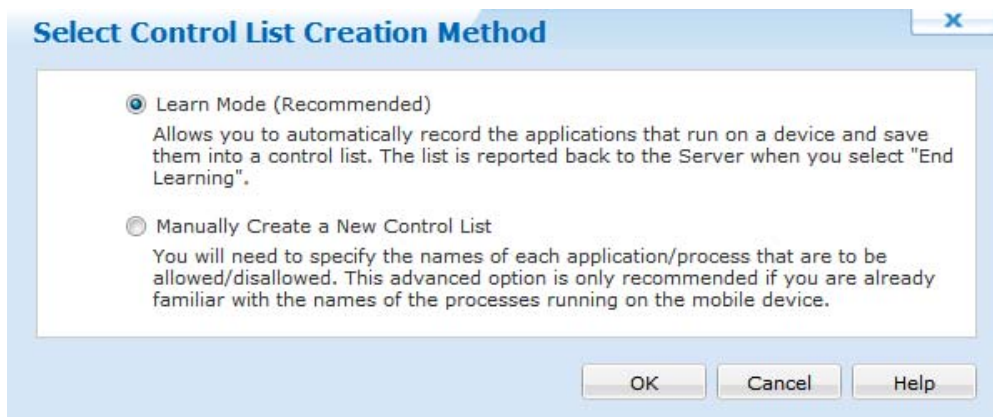 Select Control List Creation Method
x
Learn Mode (Recommended)
Allows you to automatically record the applications that run on a device and save
them into a control list. The list is reported back to the Server when you select "End
Learning".
Manually Create a New Control List
You will need to specify the names of each application/process that are to be
allowed/disallowed. This advanced option is only recommended if you are already
familiar with the names of the processes running on the mobile device.
OK Cancel Help